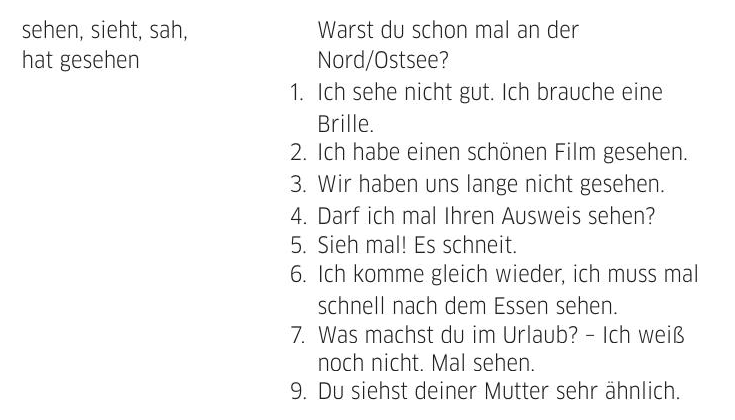 sehen, sieht, sah,
hat gesehen
Warst du schon mal an der
Nord/Ostsee?
1. Ich sehe nicht gut. Ich brauche eine
Brille.
2. Ich habe einen schönen Film gesehen.
3. Wir haben uns lange nicht gesehen.
4. Darf ich mal Ihren Ausweis sehen?
5. Sieh mal! Es schneit.
6. Ich komme gleich wieder, ich muss mal
schnell nach dem Essen sehen.
7. Was machst du im Urlaub? – Ich weiß
noch nicht. Mal sehen.
9. Du siehst deiner Mutter sehr ähnlich.